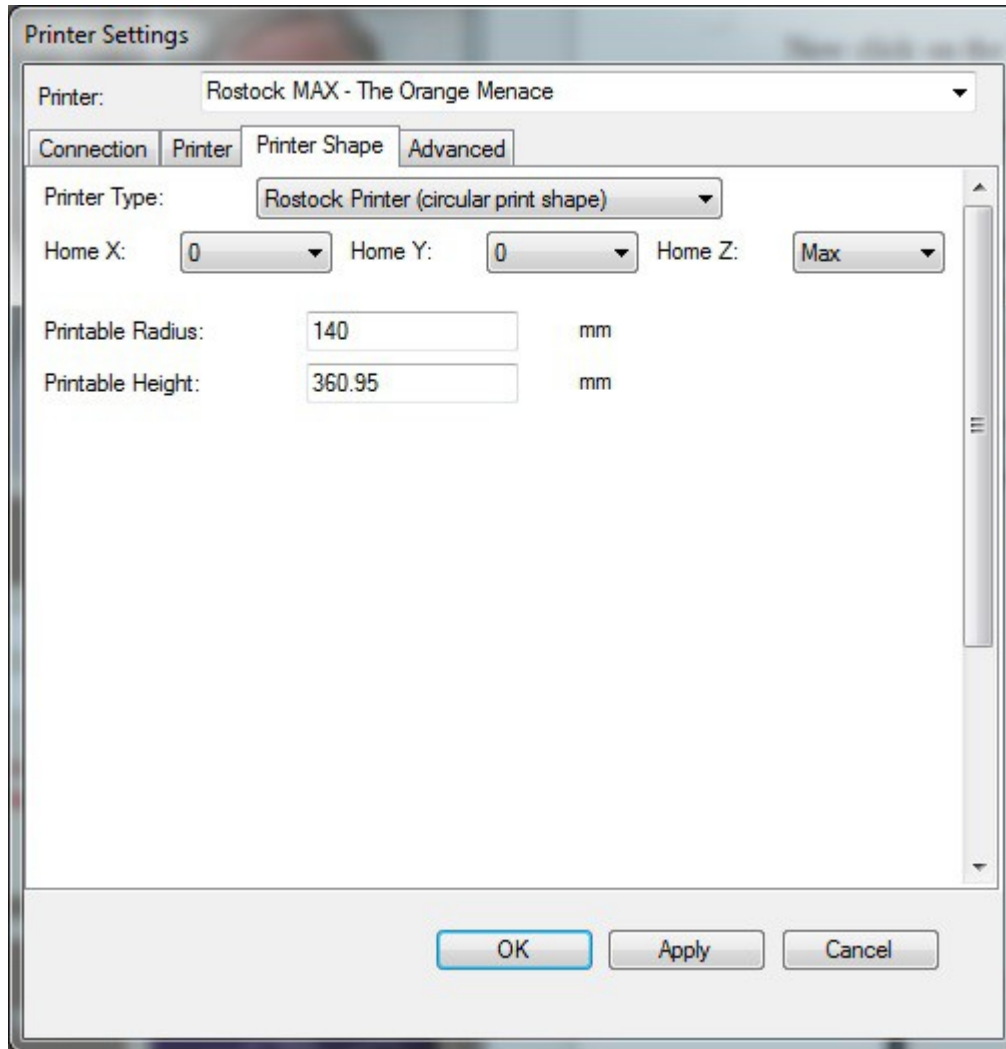 Printer Settings
Printer: Rostock MAX - The Orange Menace
Connection Printer Printer Shape Advanced
Printer Type: Rostock Printer (circular print shape)
Home X: 0 Home Y: 0 Home Z: Max
Printable Radius: 140 mm
Printable Height: 360.95 mm
OK Apply Cancel